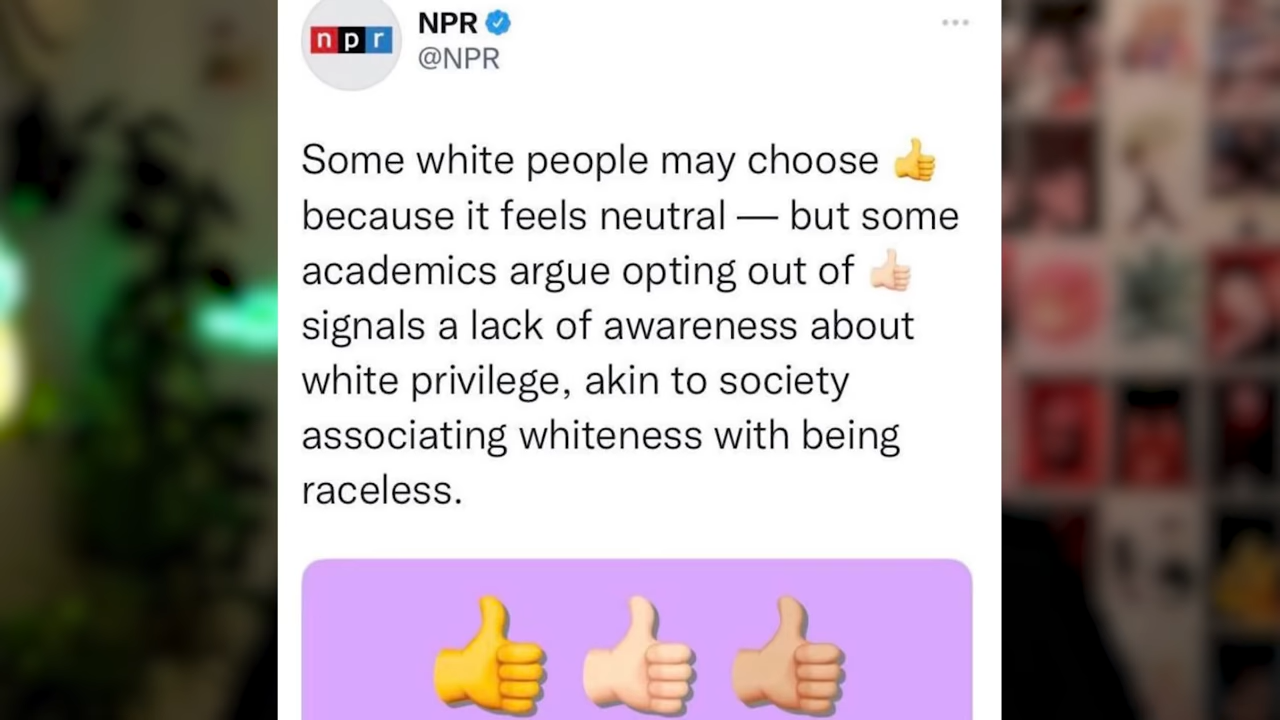 npr
NPR
@NPR
Some white people may choose 👍
because it feels neutral — but some
academics argue opting out of 👍🏻
signals a lack of awareness about
white privilege, akin to society
associating whiteness with being
raceless.